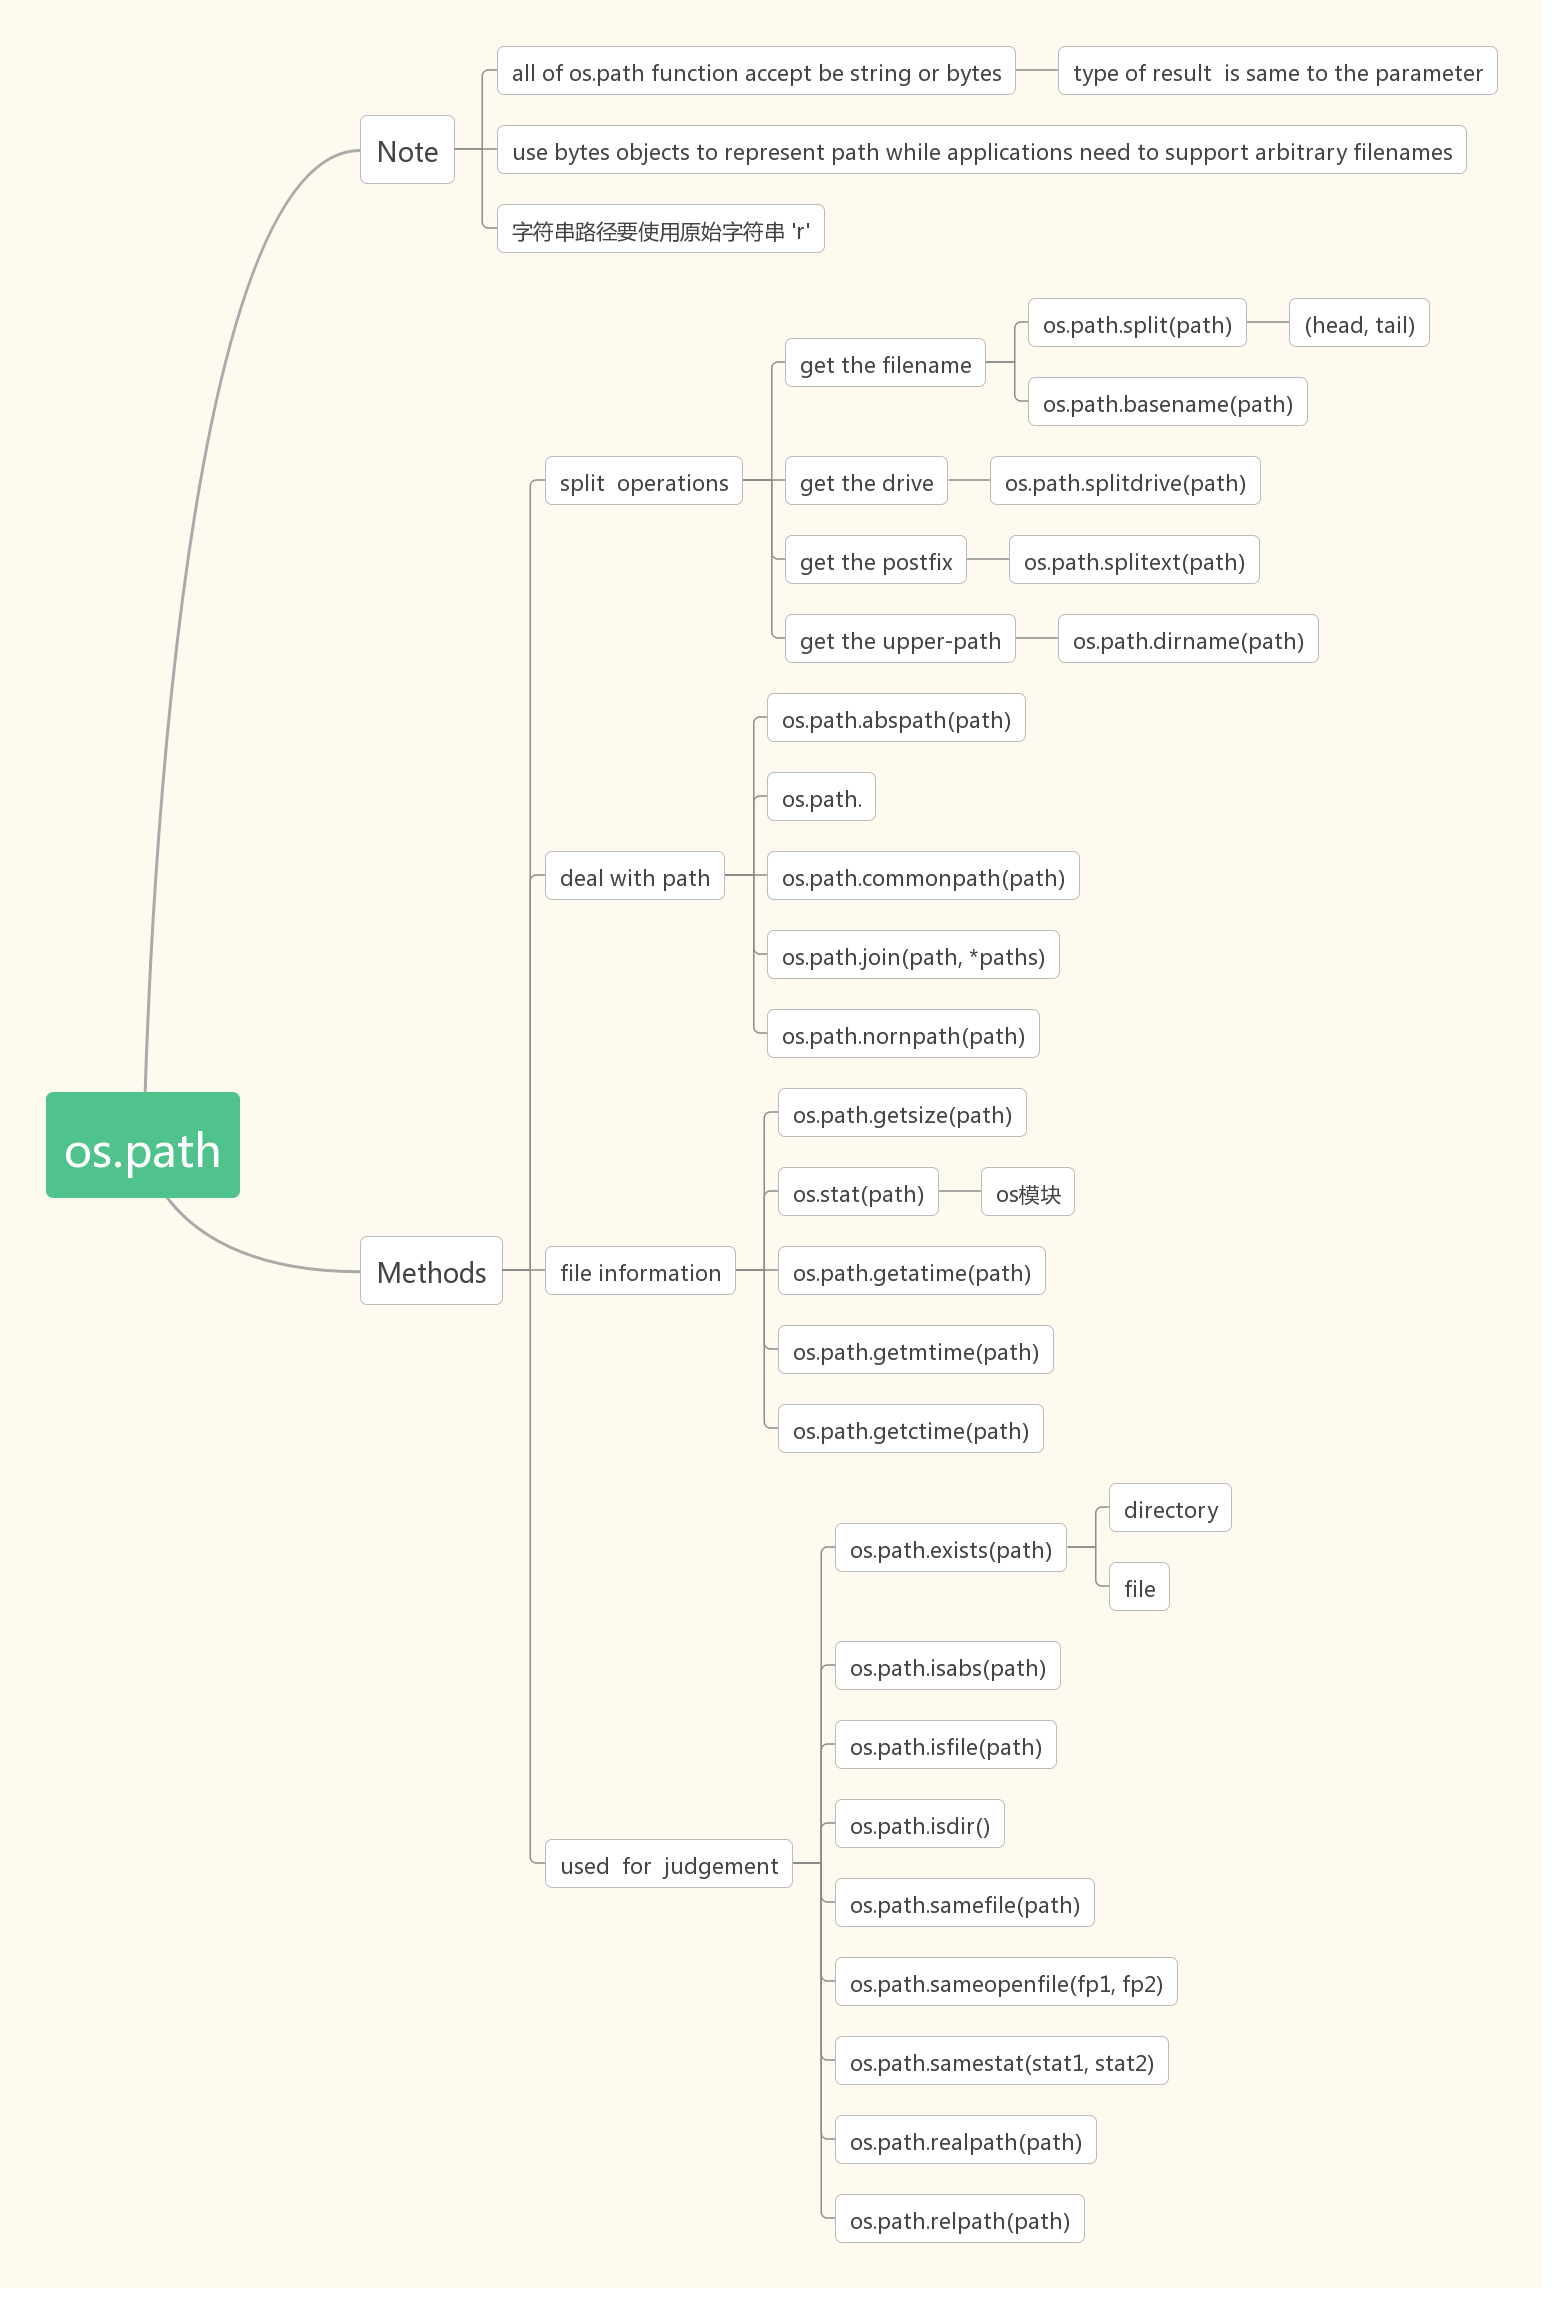 all of os.path function accept be string or bytes
type of result  is same to the parameter
Note
use bytes objects to represent path while applications need to support arbitrary filenames
字符串路径要使用原始字符串 'r'
os.path.split(path)
(head, tail)
get the filename
os.path.basename(path)
split  operations
get the drive
os.path.splitdrive(path)
get the postfix
os.path.splitext(path)
get the upper-path
os.path.dirname(path)
os.path.abspath(path)
os.path.
deal with path
os.path.commonpath(path)
os.path.join(path, *paths)
os.path.nornpath(path)
os.path
Methods
os.path.getsize(path)
os.stat(path)
os模块
file information
os.path.getatime(path)
os.path.getmtime(path)
os.path.getctime(path)
os.path.exists(path)
directory
file
os.path.isabs(path)
os.path.isfile(path)
os.path.isdir()
used  for  judgement
os.path.samefile(path)
os.path.sameopenfile(fp1, fp2)
os.path.samestat(stat1, stat2)
os.path.realpath(path)
os.path.relpath(path)